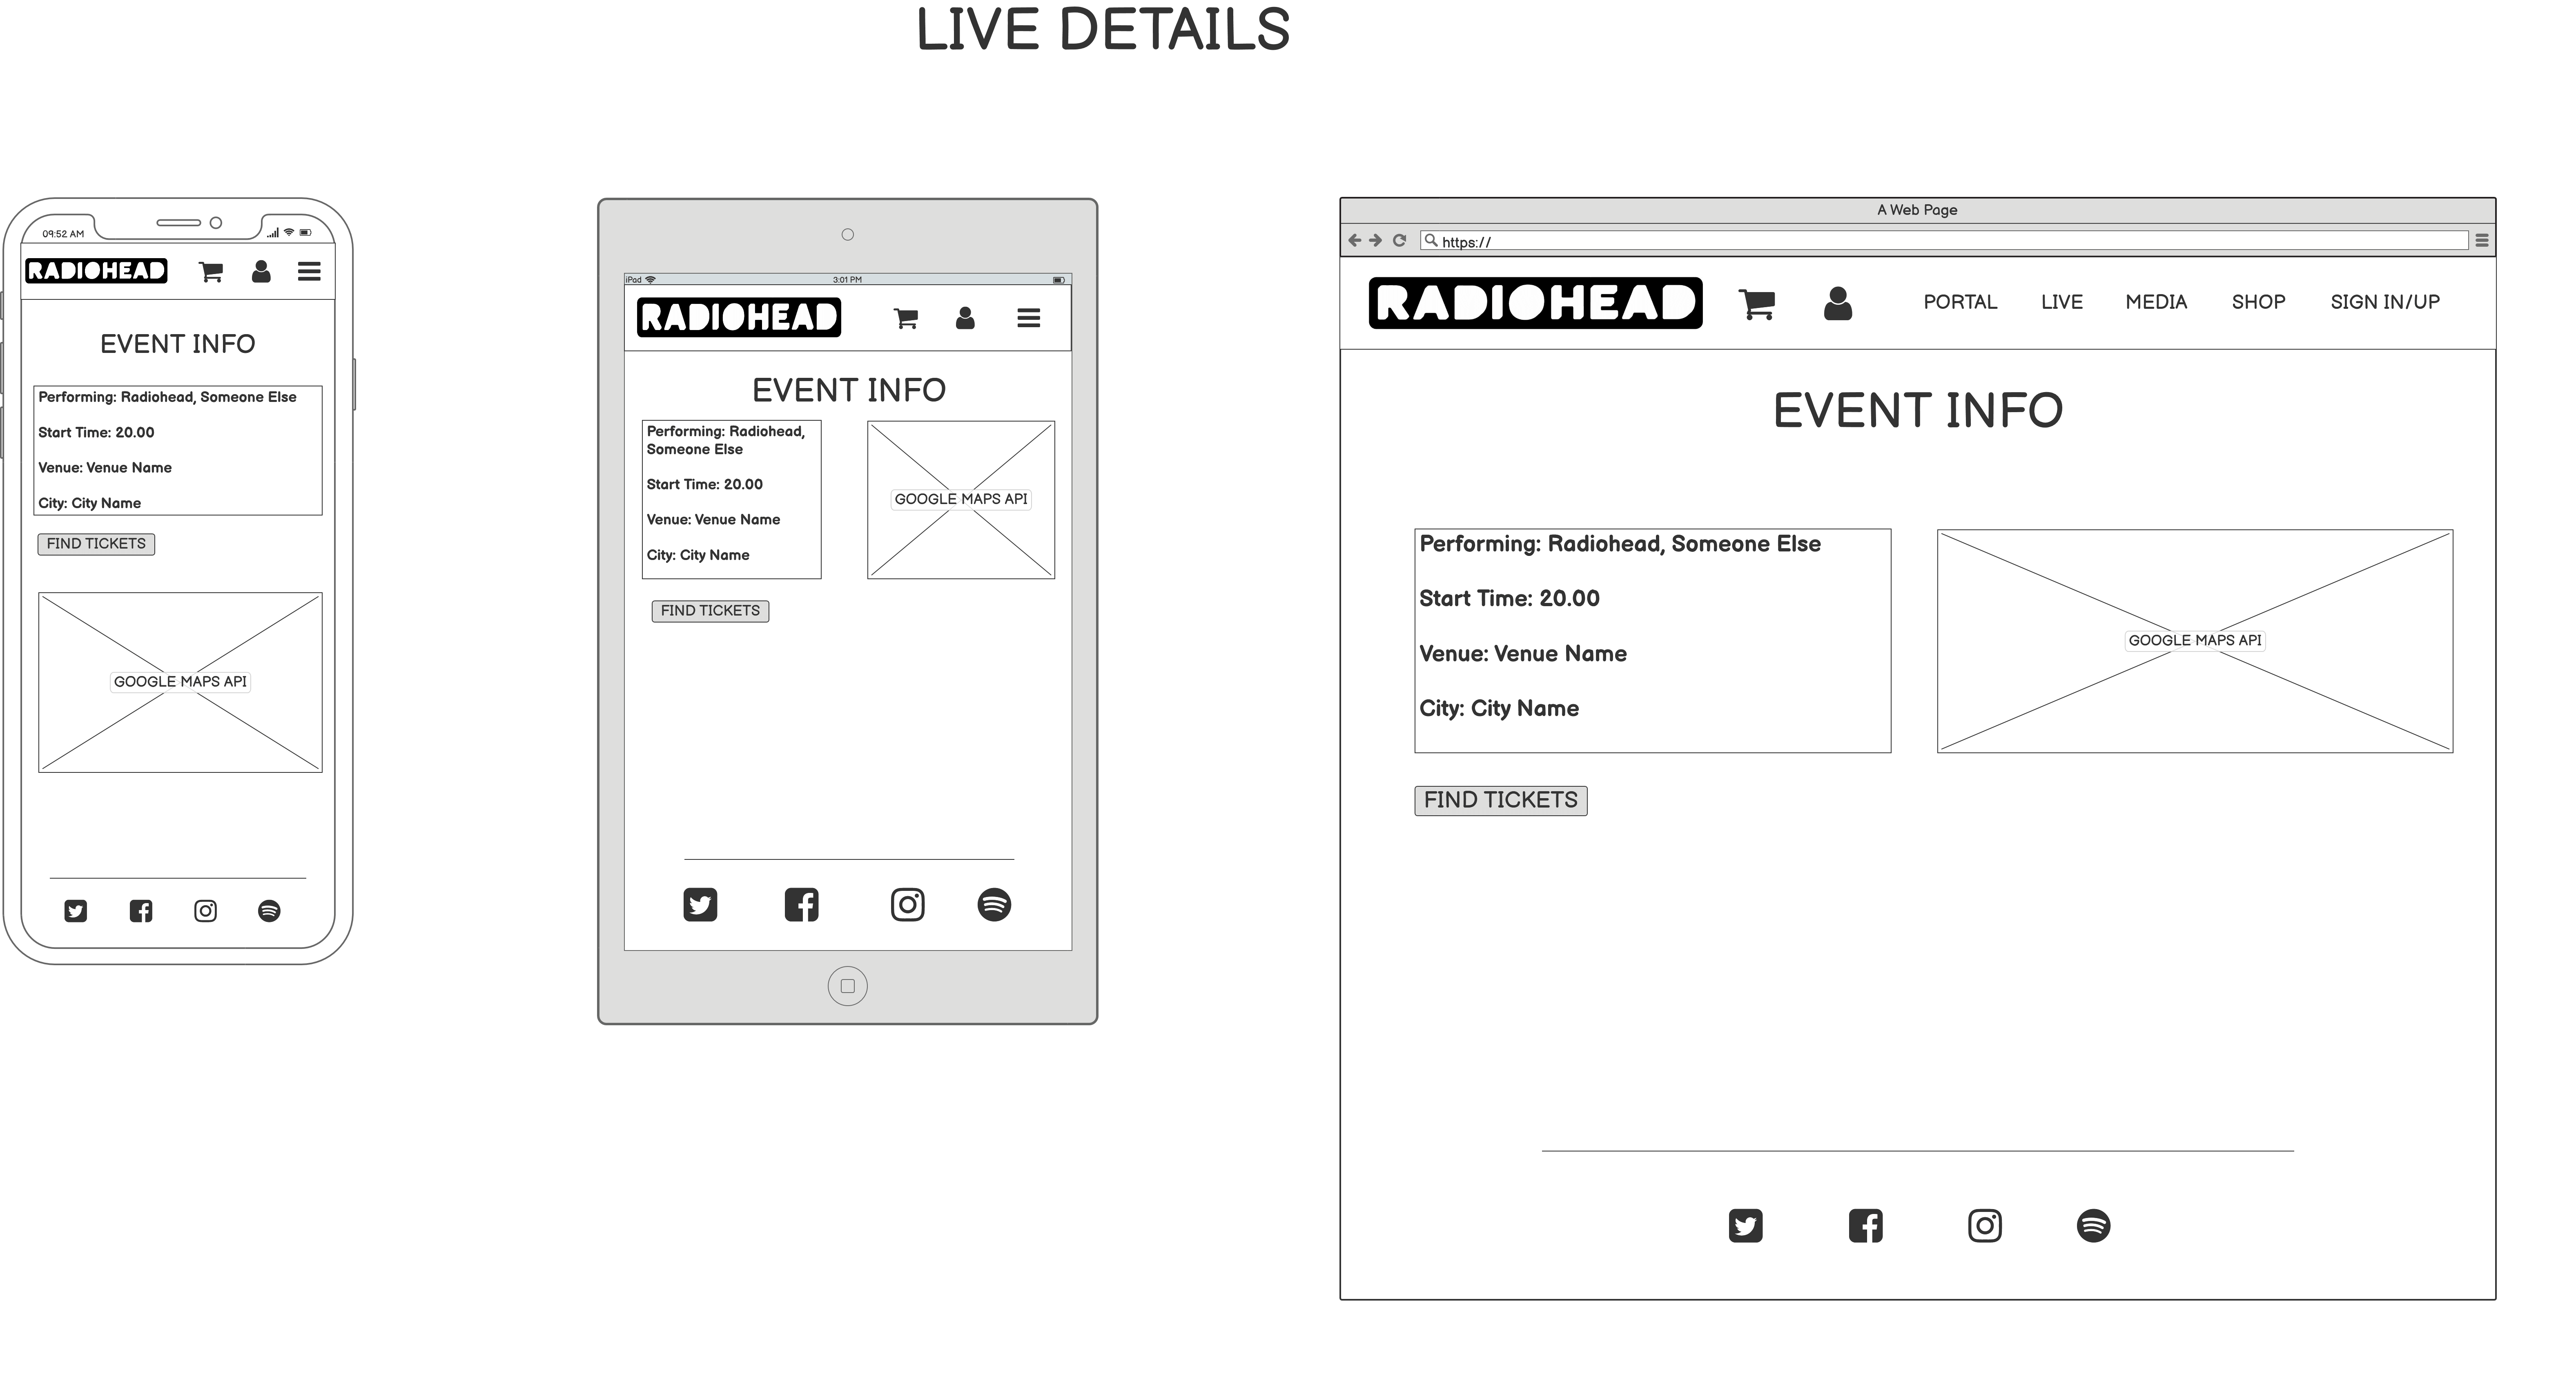 LIVE DETAILS
09:52 AM
RADIOHEAD
EVENT INFO
Performing: Radiohead, Someone Else
Start Time: 20.00
Venue: Venue Name
City: City Name
FIND TICKETS
GOOGLE MAPS API
iPad
3:01 PM
RADIOHEAD
EVENT INFO
Performing: Radiohead,
Someone Else
Start Time: 20.00
Venue: Venue Name
City: City Name
GOOGLE MAPS API
FIND TICKETS
A Web Page
https://
RADIOHEAD
PORTAL LIVE MEDIA SHOP SIGN IN/UP
EVENT INFO
Performing: Radiohead, Someone Else
Start Time: 20.00
Venue: Venue Name
City: City Name
GOOGLE MAPS API
FIND TICKETS